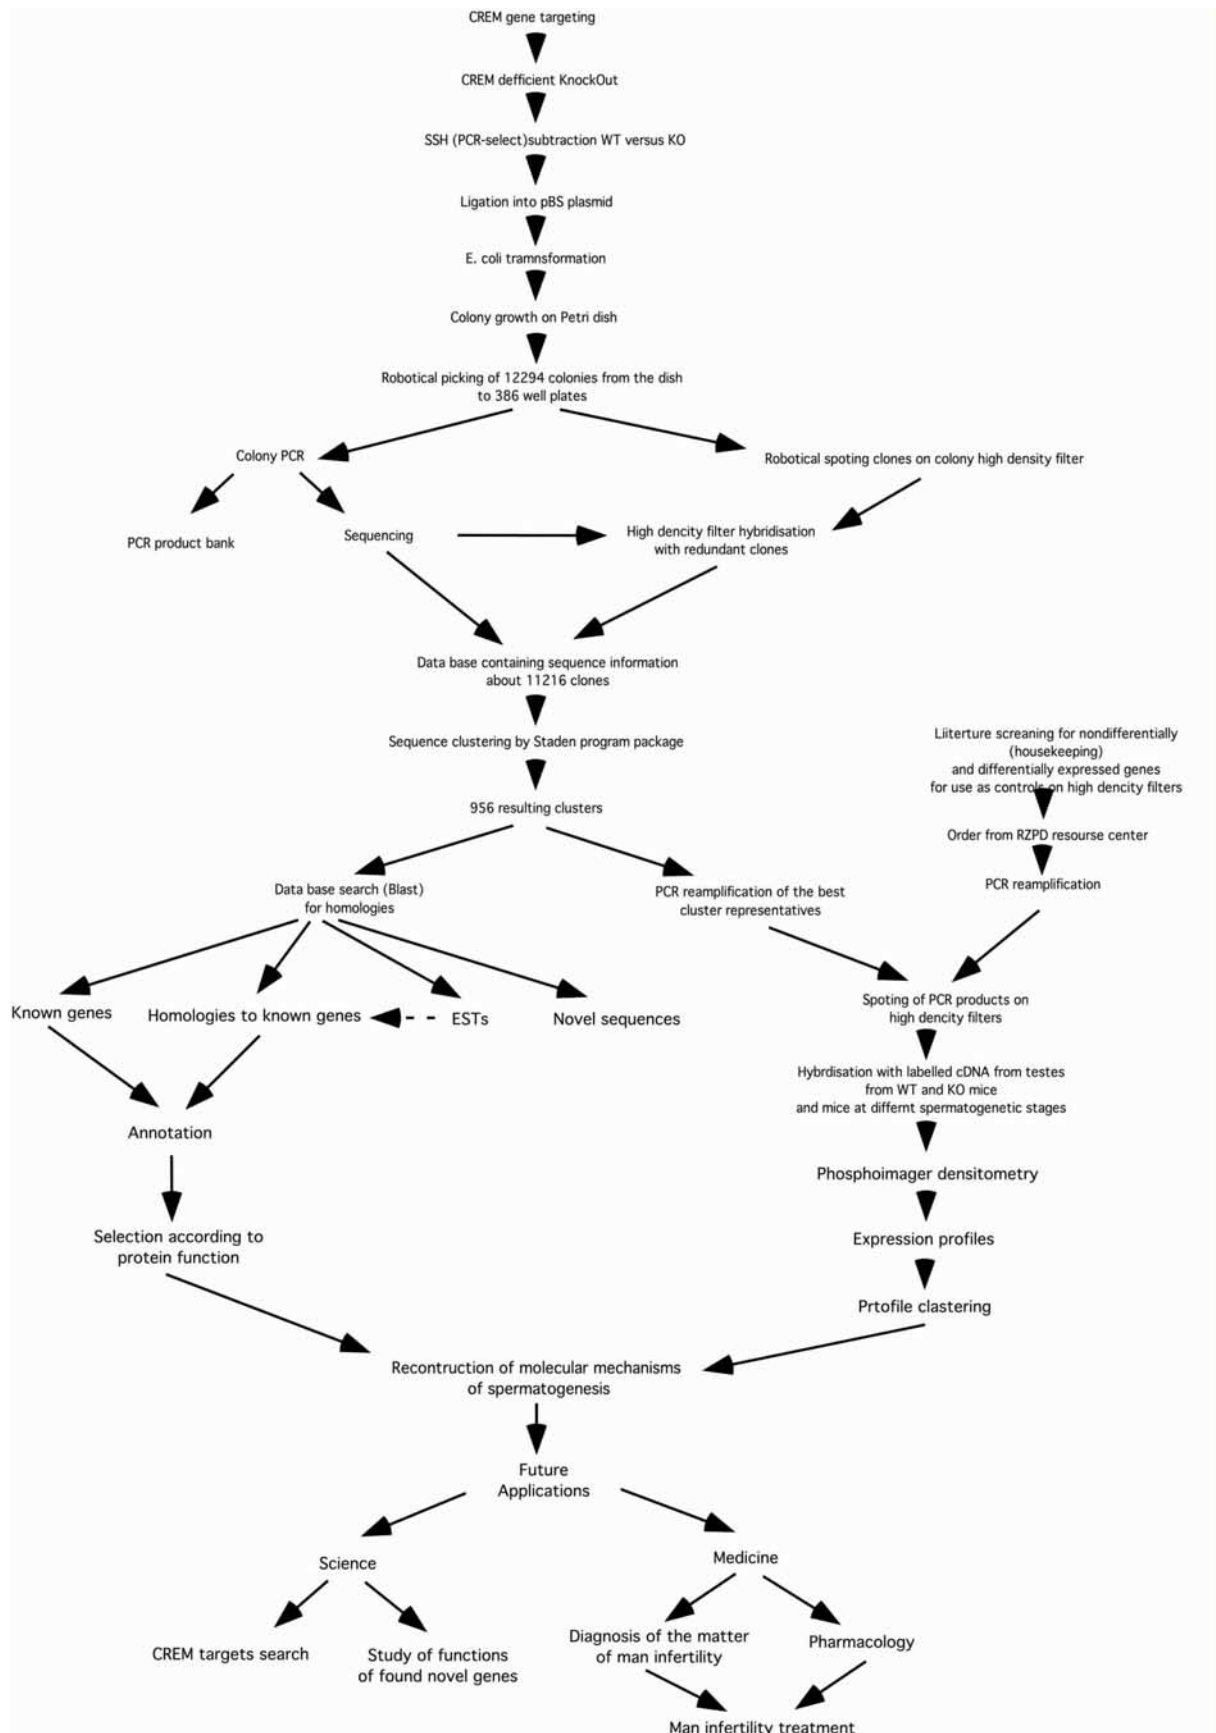 CREM gene targeting
CREM defficient KnockOut
SSH (PCR-select)subtraction WT versus KO
Ligation into pBS plasmid
E. coli tramnsformation
Colony growth on Petri dish
Robotical picking of 12294 colonies from the dish
to 386 well plates
Colony PCR
Robotical spoting clones on colony high density filter
PCR product bank
Sequencing
High dencity filter hybridisation
with redundant clones
Data base containing sequence information
about 11216 clones
Sequence clustering by Staden program package
Liiterture screaning for nondifferentially
(housekeeping)
and differentially expressed genes
for use as controls on high dencity filters
956 resulting clusters
Order from RZPD resourse center
PCR reamplification
Data base search (Blast)
for homologies
PCR reamplification of the best
cluster representatives
Known genes
Homologies to known genes
ESTs
Novel sequences
Spoting of PCR products on
high dencity filters
Hybrdisation with labelled cDNA from testes
from WT and KO mice
and mice at differnt spermatogenetic stages
Annotation
Phosphoimager densitometry
Selection according to
protein function
Expression profiles
Prtofile clastering
Recontruction of molecular mechanisms
of spermatogenesis
Future
Applications
Science
Medicine
CREM targets search
Study of functions
of found novel genes
Diagnosis of the matter
of man infertility
Pharmacology
Man infertility treatment